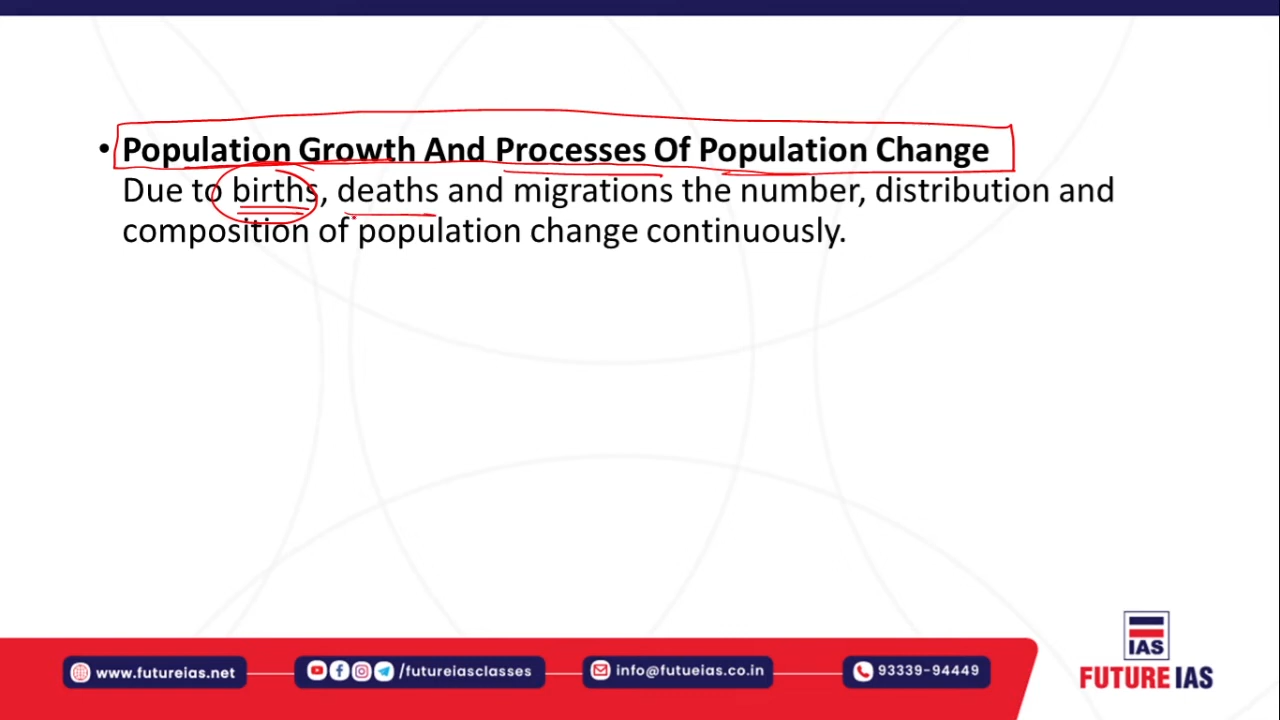 • Population Growth And Processes Of Population Change
Due to births, deaths and migrations the number, distribution and
composition of population change continuously.
IAS
www.futureias.net
/futureiasclasses
info@futueias.co.in
93339-94449
FUTURE IAS